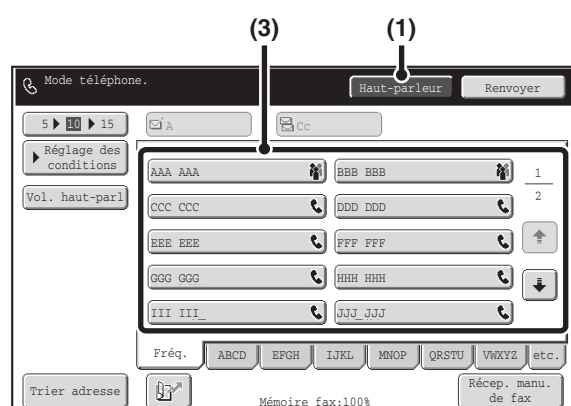 (3) (1)
Mode téléphone.
Haut-parleur Renvoyer
5 10 15
A Cc
Réglage des
conditions
Vol. haut-parl
AAA AAA BBB BBB
1
2
CCC CCC DDD DDD
EEE EEE FFF FFF
GGG GGG HHH HHH
III III_ JJJ_JJJ
Fréq. ABCD EFGH IJKL MNOP QRSTU VWXYZ etc.
Trier adresse
Mémoire fax:100%
Récep. manu.
de fax